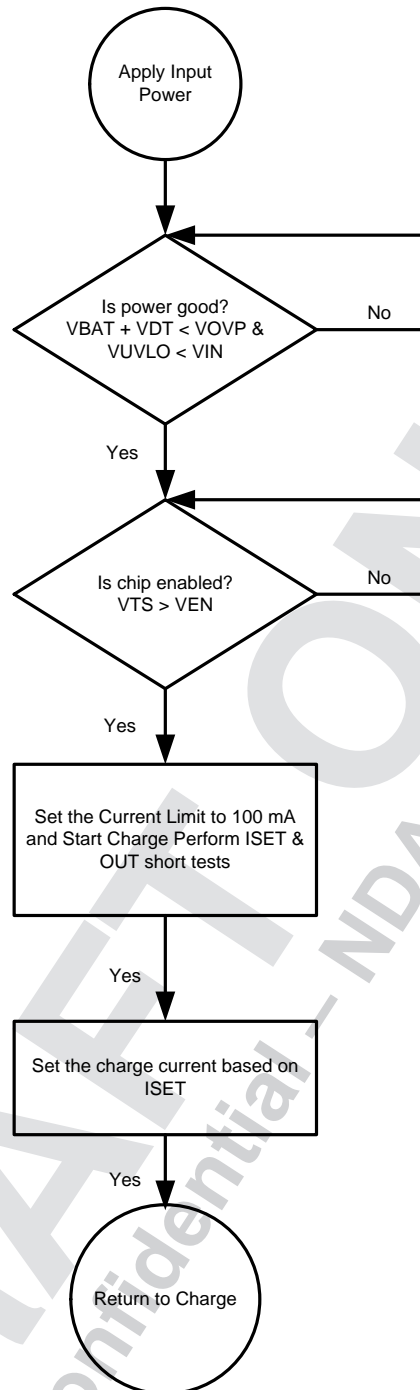 Apply Input
Power
Is power good?
VBAT + VDT < VOVP &
VUVLO < VIN
No
Yes
Is chip enabled?
VTS > VEN
No
Yes
Set the Current Limit to 100 mA
and Start Charge Perform ISET &
OUT short tests
Yes
Set the charge current based on
ISET
Yes
Return to Charge